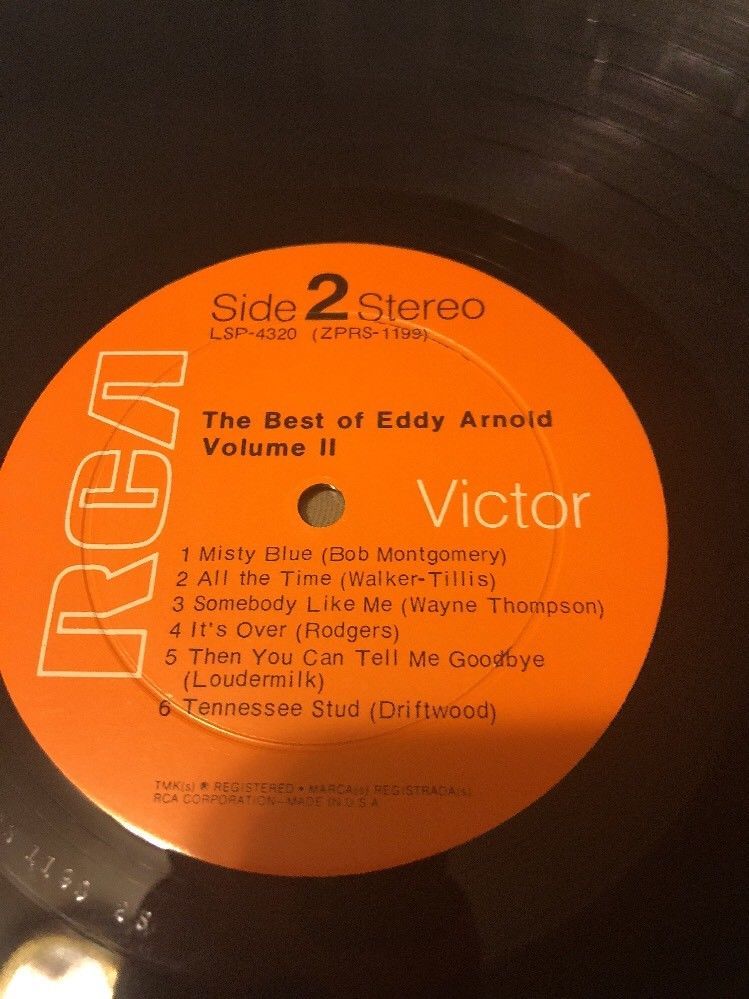 Side 2 Stereo
LSP-4320 (ZPRS-1199)
RCA
The Best of Eddy Arnold
Volume II
Victor
1 Misty Blue (Bob Montgomery)
2 All the Time (Walker-Tillis)
3 Somebody Like Me (Wayne Thompson)
4 It's Over (Rodgers)
5 Then You Can Tell Me Goodbye
(Loudermilk)
6 Tennessee Stud (Driftwood)
TMK(s) ® REGISTERED • MARCA(s) REGISTRADA(s)
RCA CORPORATION—MADE IN U.S.A